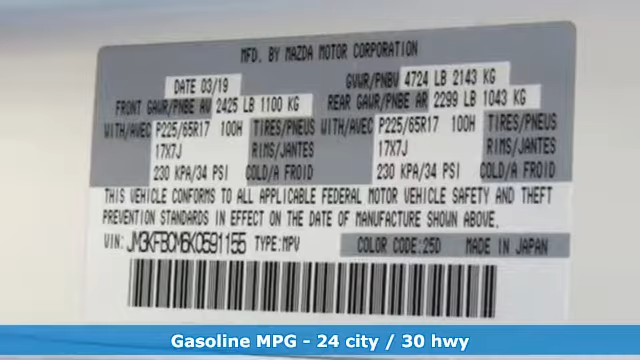 MFD. BY MAZDA MOTOR CORPORATION
DATE 03/19 GVWR/PNBV 4724 LB 2143 KG
FRONT GAWR/PNBE AV 2425 LB 1100 KG REAR GAWR/PNBE AR 2299 LB 1043 KG
WITH/AVEC P225/65R17 100H TIRES/PNEUS WITH/AVEC P225/65R17 100H TIRES/PNEUS
17X7J RIMS/JANTES 17X7J RIMS/JANTES
230 KPA/34 PSI COLD/A FROID 230 KPA/34 PSI COLD/A FROID
THIS VEHICLE CONFORMS TO ALL APPLICABLE FEDERAL MOTOR VEHICLE SAFETY AND THEFT
PREVENTION STANDARDS IN EFFECT ON THE DATE OF MANUFACTURE SHOWN ABOVE.
VIN: JM3KFBCM6K0591155 TYPE: MPV COLOR CODE: 25D MADE IN JAPAN
Gasoline MPG - 24 city / 30 hwy